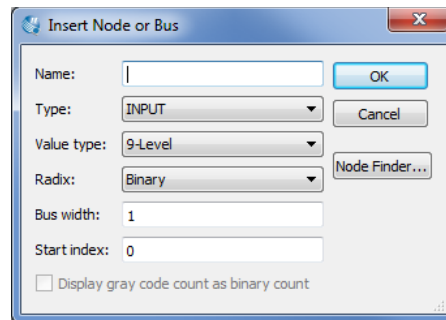 Insert Node or Bus
Name:
OK
Type: INPUT
Cancel
Value type: 9-Level
Radix: Binary
Node Finder...
Bus width: 1
Start index: 0
Display gray code count as binary count